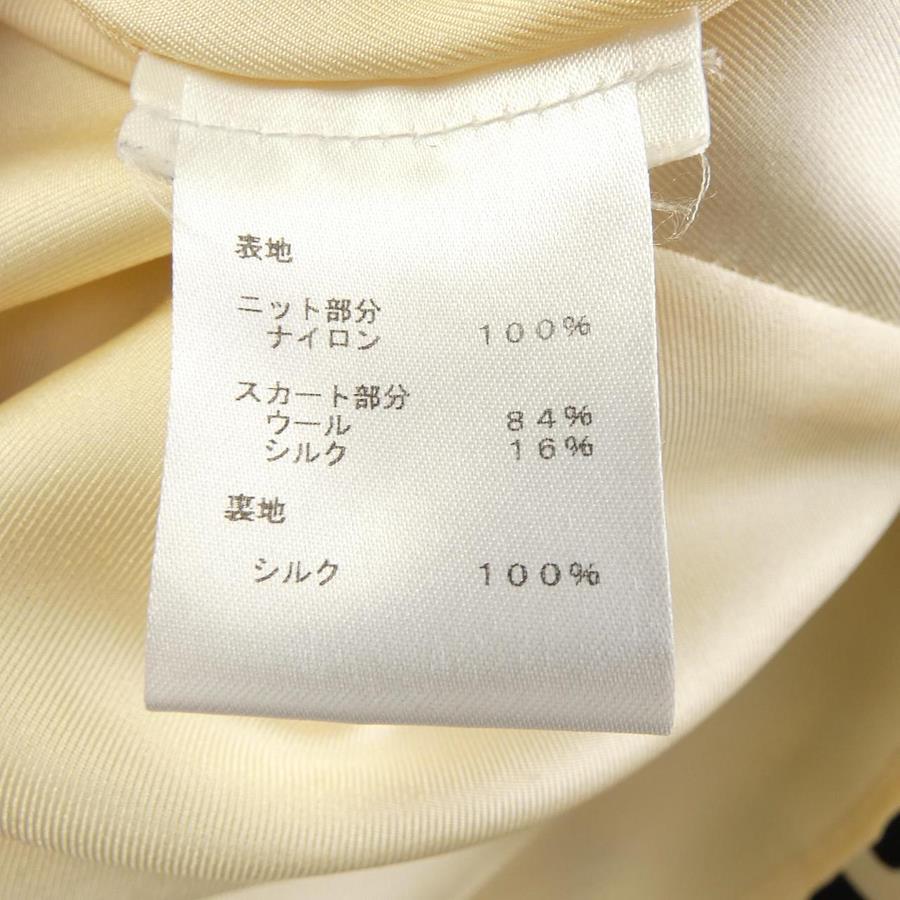 表地
ニット部分
ナイロン 100%
スカート部分
ウール 84%
シルク 16%
裏地
シルク 100%